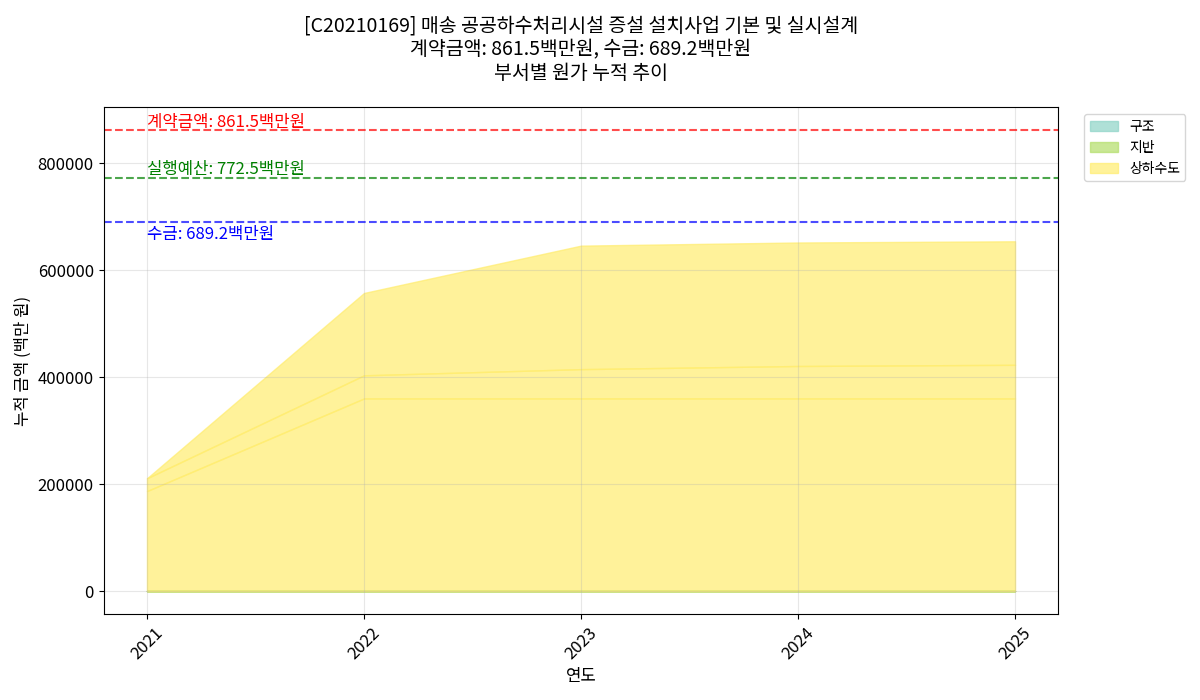 [C20210169] 매송 공공하수처리시설 증설 설치사업 기본 및 실시설계
계약금액: 861.5백만원, 수금: 689.2백만원
부서별 원가 누적 추이
계약금액: 861.5백만원
실행예산: 772.5백만원
수금: 689.2백만원
구조
지반
상하수도
누적 금액 (백만 원)
800000
600000
400000
200000
0
2021
2022
2023
2024
2025
연도